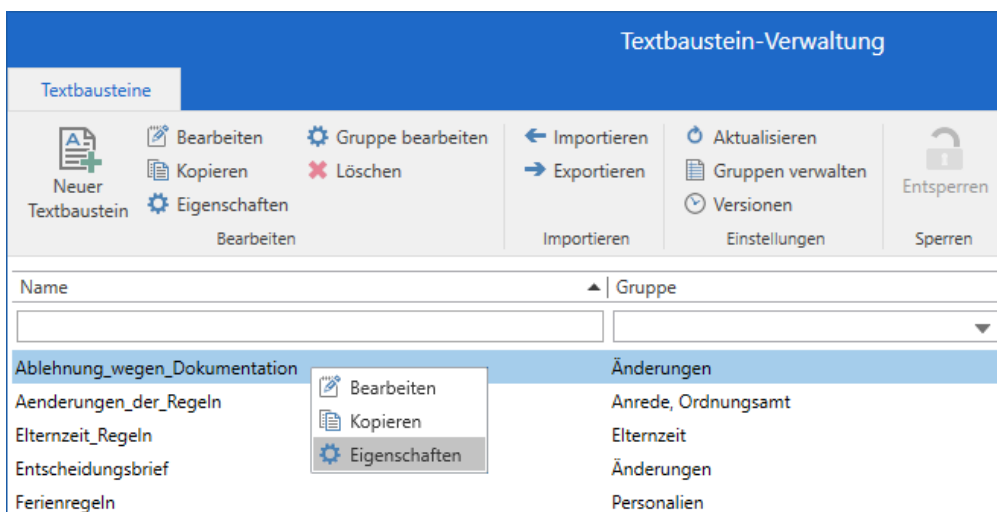 Textbaustein-Verwaltung
Textbausteine
Neuer
Textbaustein
Bearbeiten
Kopieren
Eigenschaften
Gruppe bearbeiten
Löschen
Bearbeiten
Importieren
Exportieren
Importieren
Aktualisieren
Gruppen verwalten
Versionen
Einstellungen
Entsperren
Sperren
Name Gruppe
Ablehnung_wegen_Dokumentation Änderungen
Aenderungen_der_Regeln Anrede, Ordnungsamt
Elternzeit_Regeln Elternzeit
Entscheidungsbrief Änderungen
Ferienregeln Personalien
Bearbeiten
Kopieren
Eigenschaften